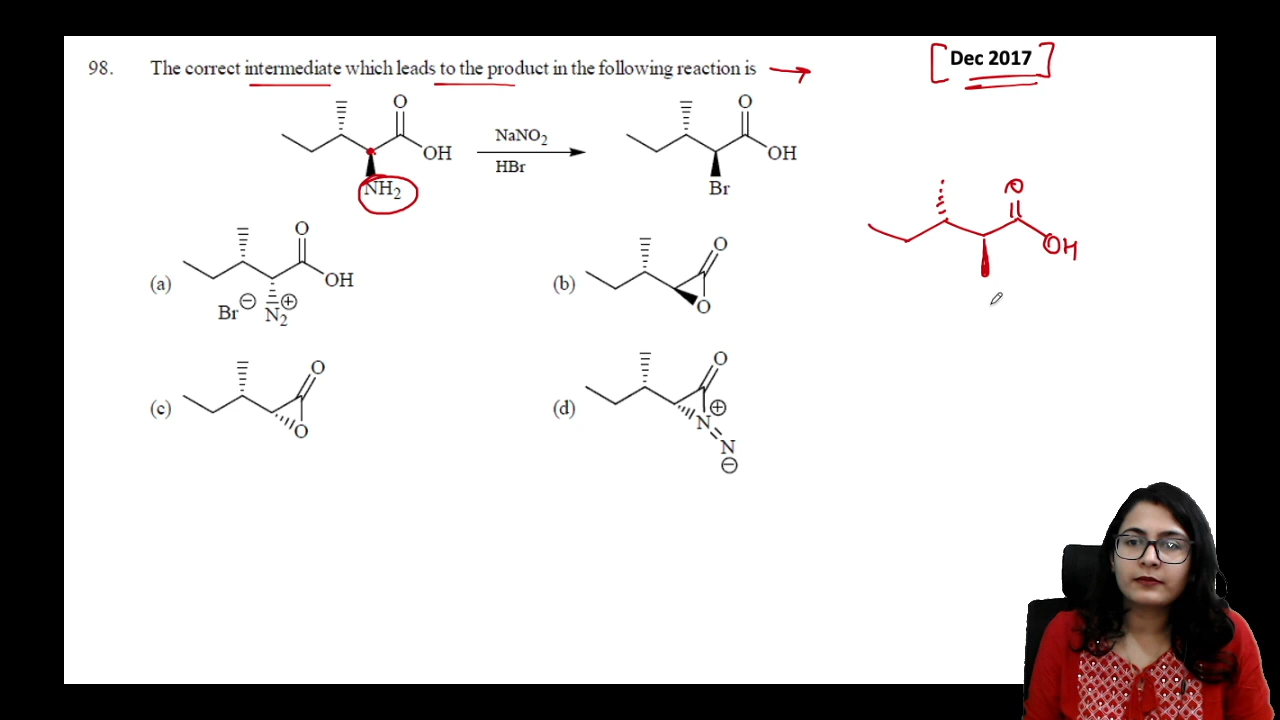 98. The correct intermediate which leads to the product in the following reaction is
Dec 2017
O
OH
NH2
NaNO2
HBr
O
OH
Br
O
OH
(a)
O
OH
Br⊖ N2⊕
(b)
O
O
(c)
O
O
(d)
O
N⊕
N
⊖